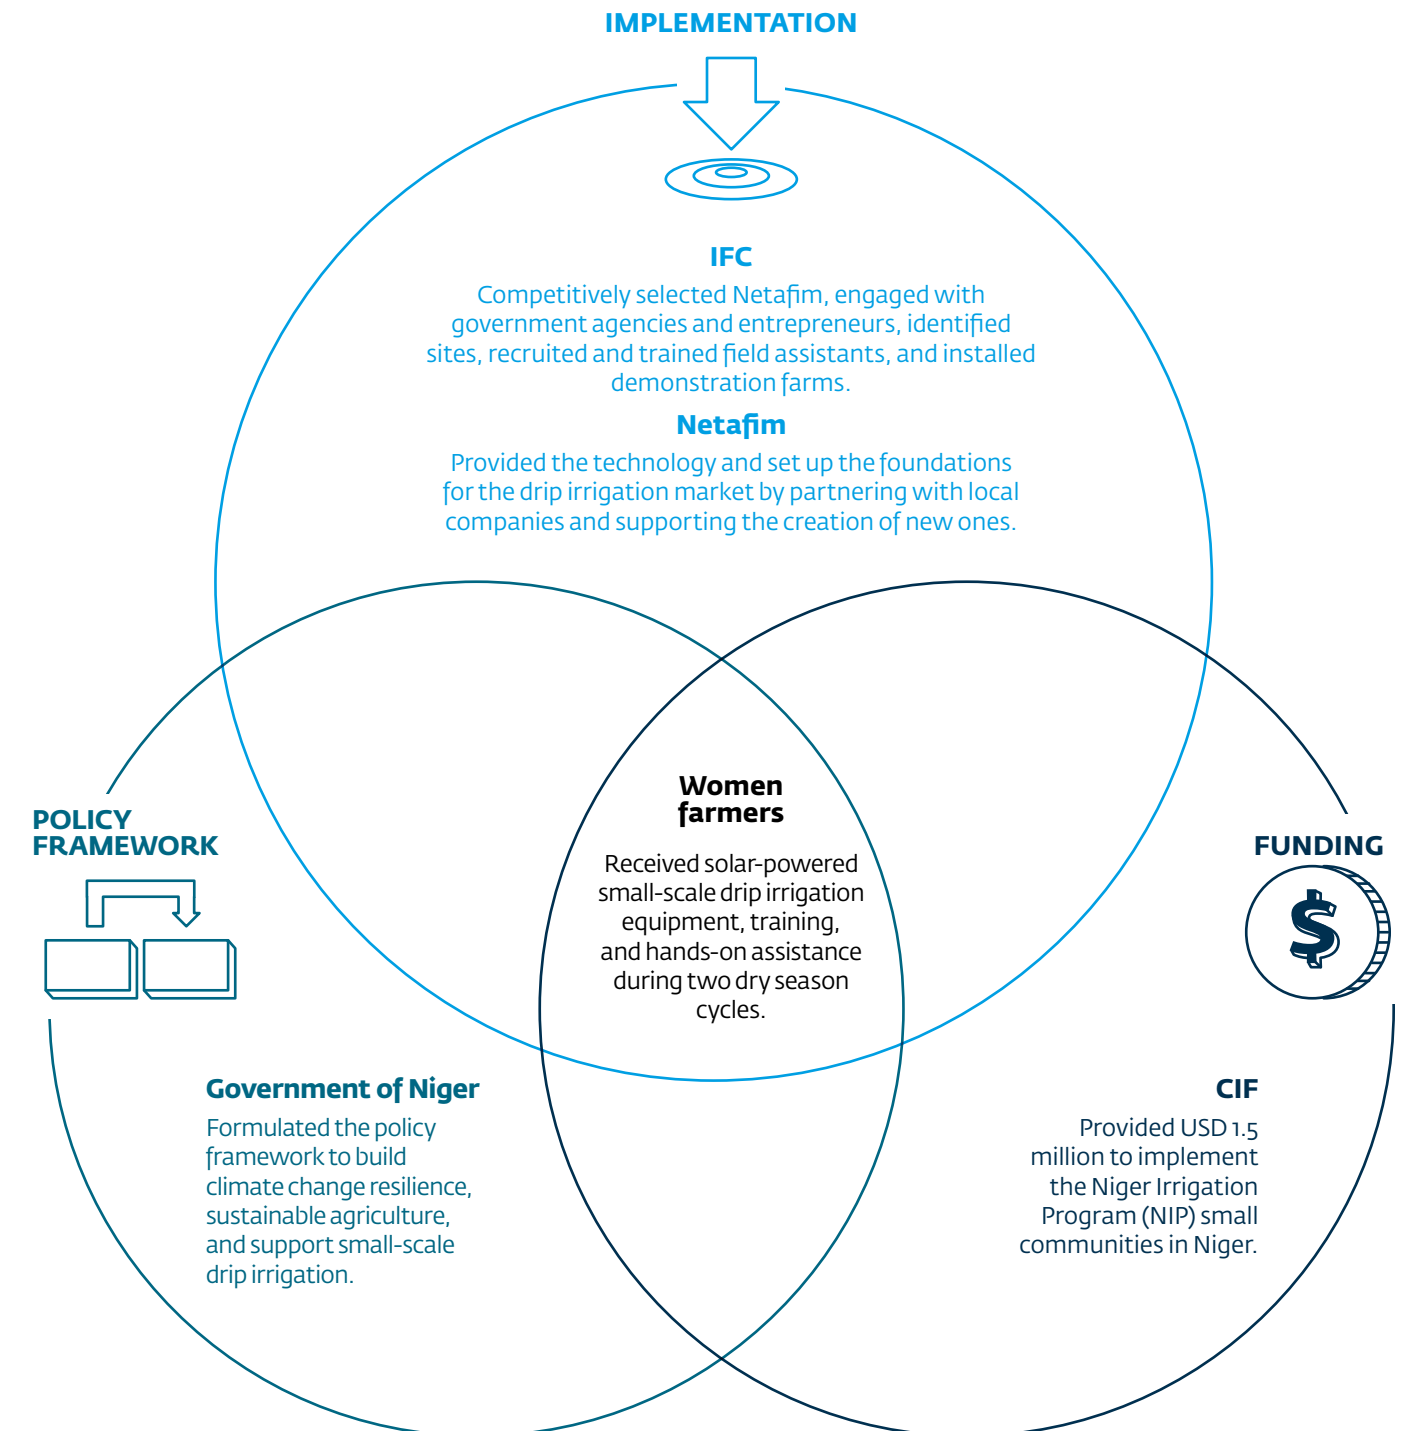 IMPLEMENTATION
IFC
Competitively selected Netafim, engaged with
government agencies and entrepreneurs, identified
sites, recruited and trained field assistants, and installed
demonstration farms.
Netafim
Provided the technology and set up the foundations
for the drip irrigation market by partnering with local
companies and supporting the creation of new ones.
Women
farmers
Received solar-powered
small-scale drip irrigation
equipment, training,
and hands-on assistance
during two dry season
cycles.
POLICY
FRAMEWORK
Government of Niger
Formulated the policy
framework to build
climate change resilience,
sustainable agriculture,
and support small-scale
drip irrigation.
FUNDING
$
CIF
Provided USD 1.5
million to implement
the Niger Irrigation
Program (NIP) small
communities in Niger.